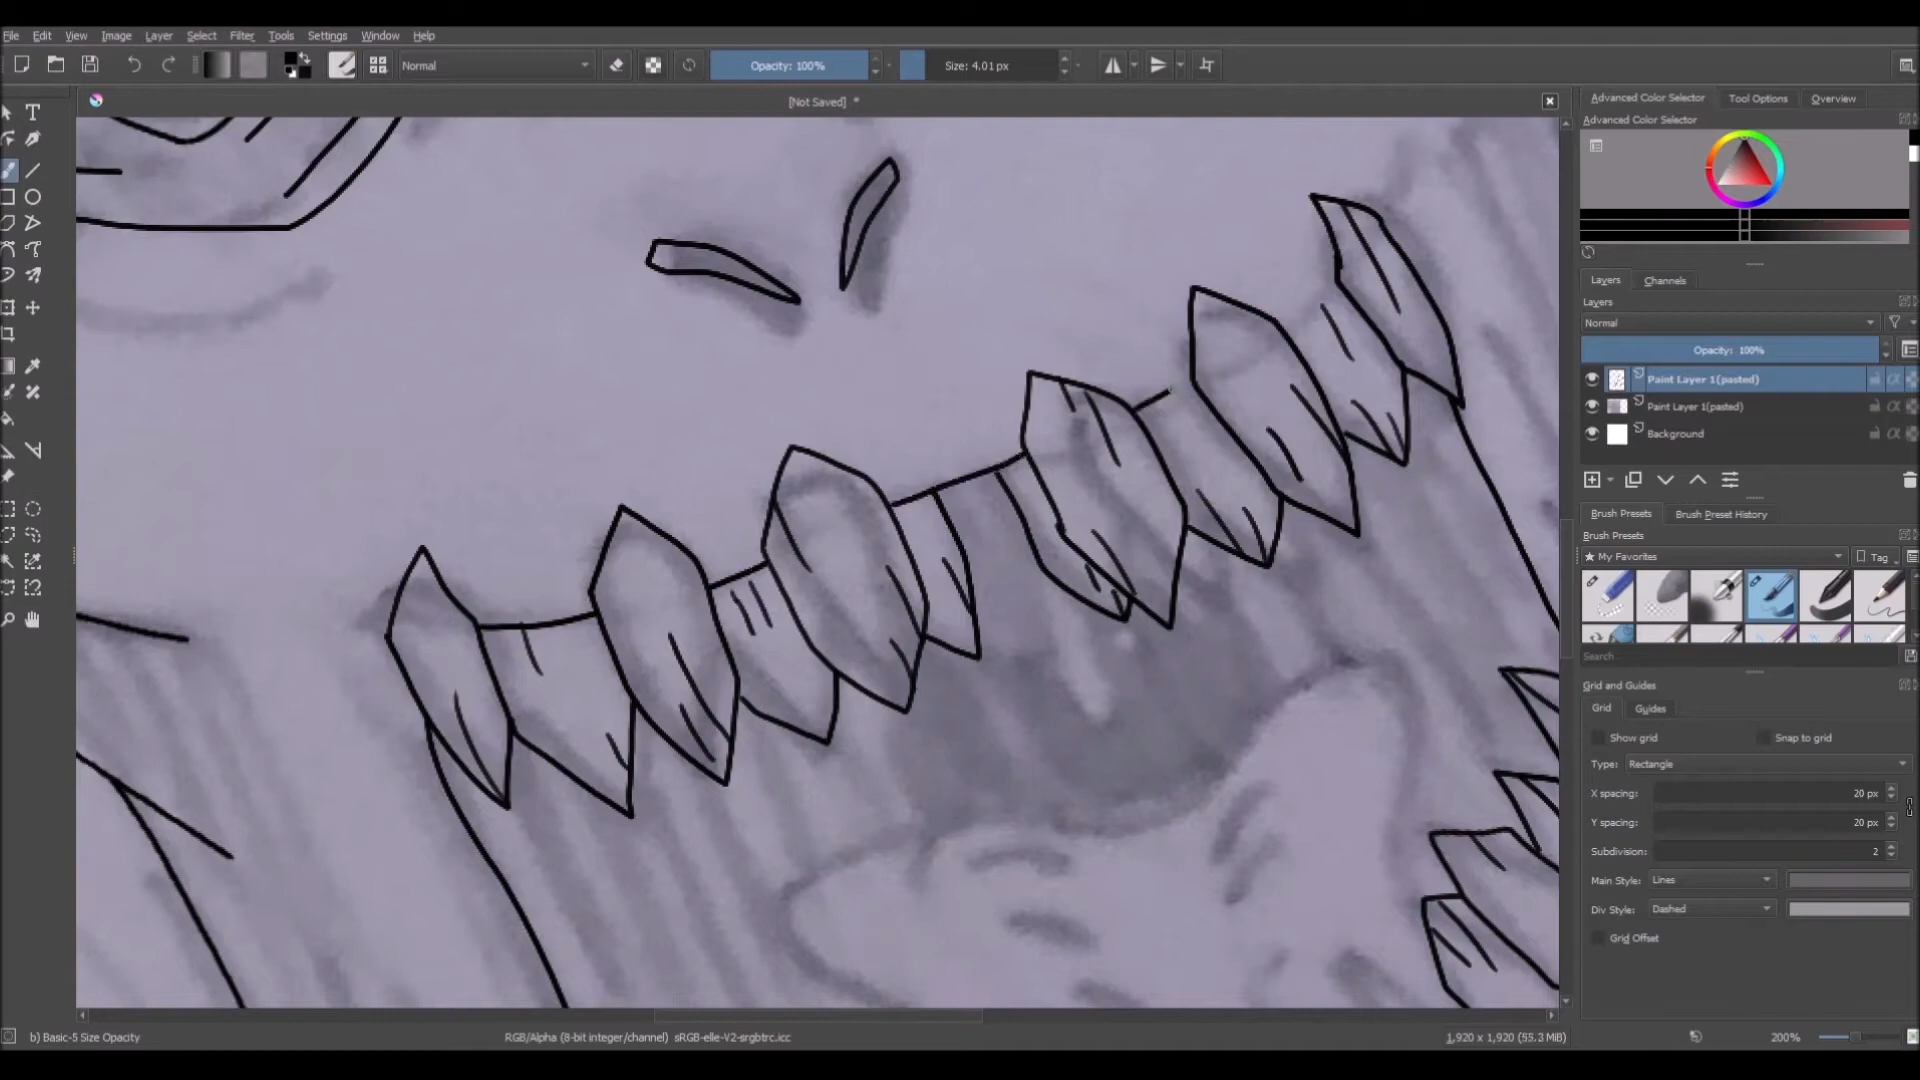 File Edit View Image Layer Select Filter Tools Settings Window Help
Normal Opacity: 100% Size: 4.01 px
[Not Saved] *
Advanced Color Selector Tool Options Overview
Advanced Color Selector
Layers Channels
Layers
Normal
Opacity: 100%
Paint Layer 1(pasted)
Paint Layer 1(pasted)
Background
Brush Presets Brush Preset History
Brush Presets
★ My Favorites Tag
Search
Grid and Guides
Grid Guides
Show grid Snap to grid
Type: Rectangle
X spacing: 20 px
Y spacing: 20 px
Subdivision: 2
Main Style: Lines
Div Style: Dashed
Grid Offset
b) Basic-5 Size Opacity RGB/Alpha (8-bit integer/channel) sRGB-elle-V2-srgbtrc.icc 1,920 x 1,920 (55.3 MiB) 200%